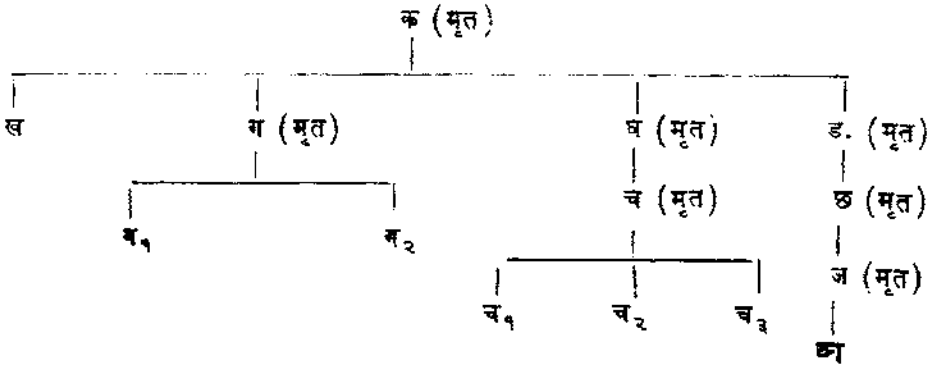 क (मृत)
ख ग (मृत) घ (मृत) ड. (मृत)
च (मृत) छ (मृत)
ग₁ ग₂
ज (मृत)
च₁ च₂ च₃